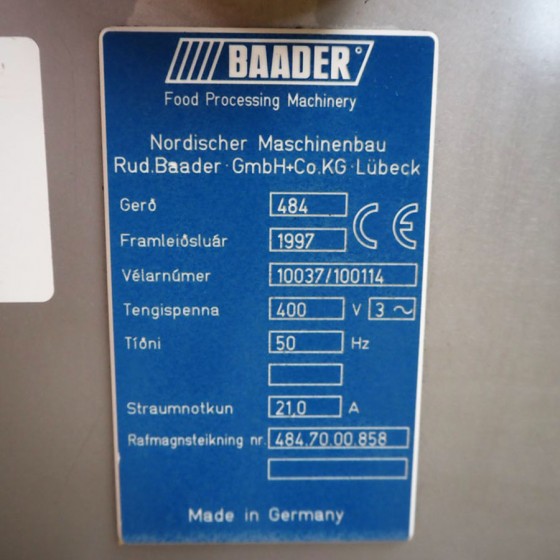 BAADER
Food Processing Machinery
Nordischer Maschinenbau
Rud.Baader·GmbH+Co.KG·Lübeck
Gerð 484
CE
Framleiðsluár 1997
Vélarnúmer 10037/100114
Tengispenna 400 V 3 ~
Tíðni 50 Hz
Straumnotkun 21,0 A
Rafmagnsteikning nr. 484.70.00.858
Made in Germany